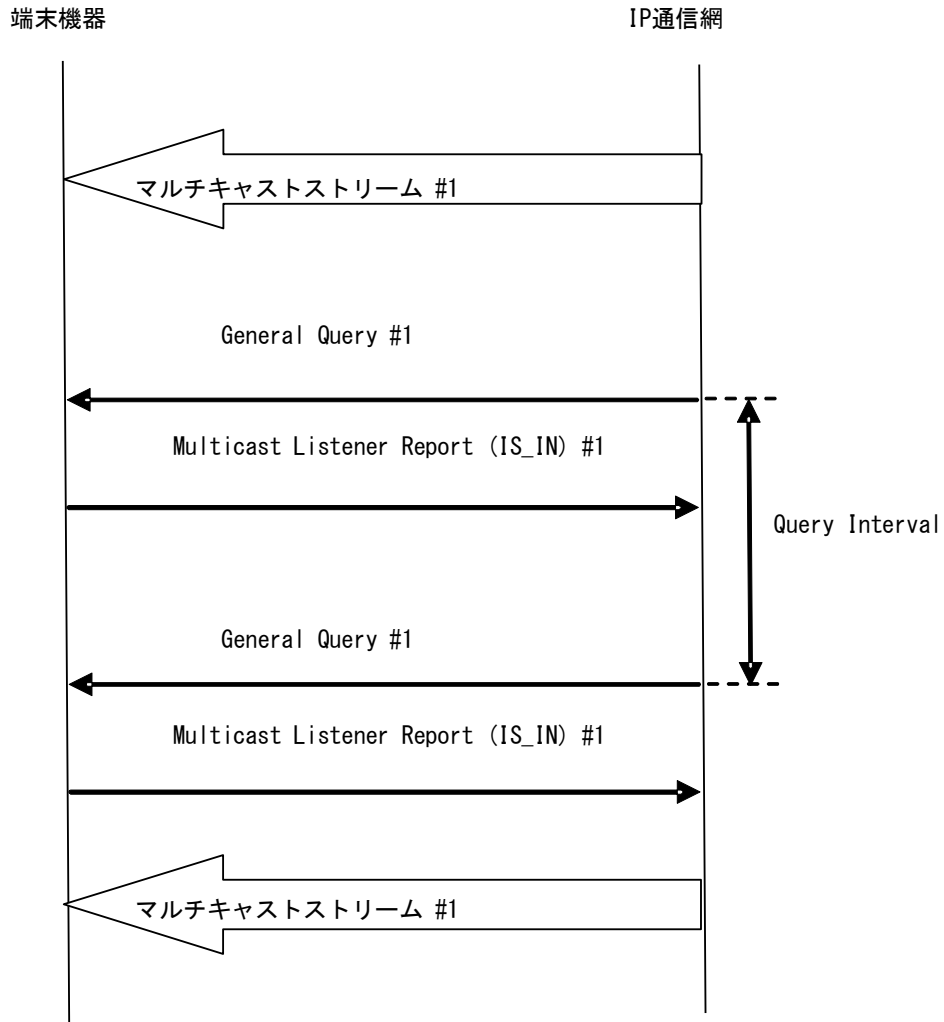 端末機器
IP通信網
マルチキャストストリーム #1
General Query #1
Multicast Listener Report (IS_IN) #1
Query Interval
General Query #1
Multicast Listener Report (IS_IN) #1
マルチキャストストリーム #1